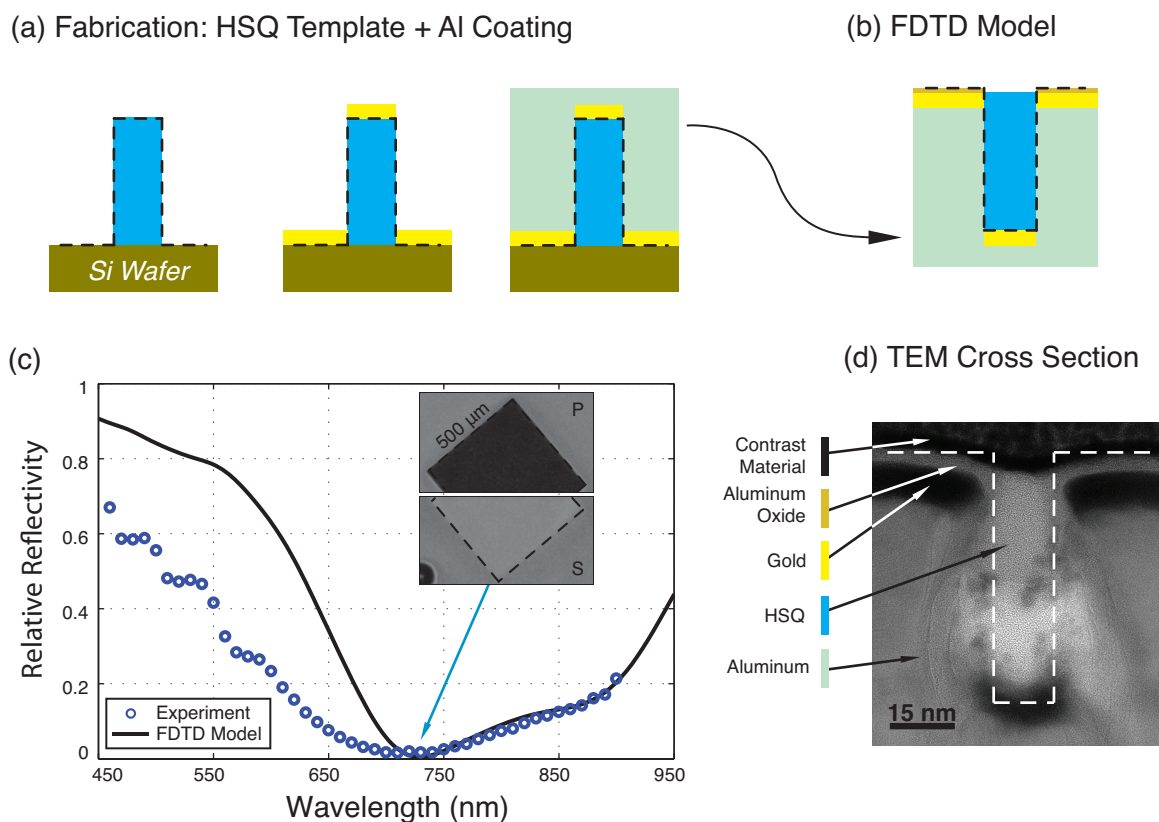 (a) Fabrication: HSQ Template + Al Coating
(b) FDTD Model
Si Wafer
(c)
(d) TEM Cross Section
1
0.8
0.6
0.4
0.2
0
450
550
650
750
850
950
Relative Reflectivity
Wavelength (nm)
500 μm
P
S
Experiment
FDTD Model
Contrast
Material
Aluminum
Oxide
Gold
HSQ
Aluminum
15 nm